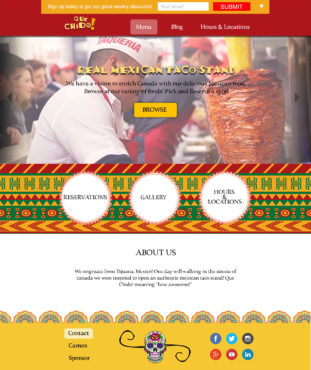 Sign up today to get our great weekly discounts!
Your email
SUBMIT
QUE CHIDO!
Menu
Blog
Hours & Locations
TAQUERIA
REAL MEXICAN TACO STAND
We have a vision to enrich Canada with our delicious Mexican food.
Browse at our variety of foods! Pick and Reserve a spot
BROWSE
RESERVATIONS
GALLERY
HOURS
&
LOCATIONS
ABOUT US
We originate from Tijuana, Mexico! One day will walking in the streets of
canada we were inspired to open an authentic mexican taco stand! Que
Chido! meaning "how awesome!"
Contact
Careers
Sponsor